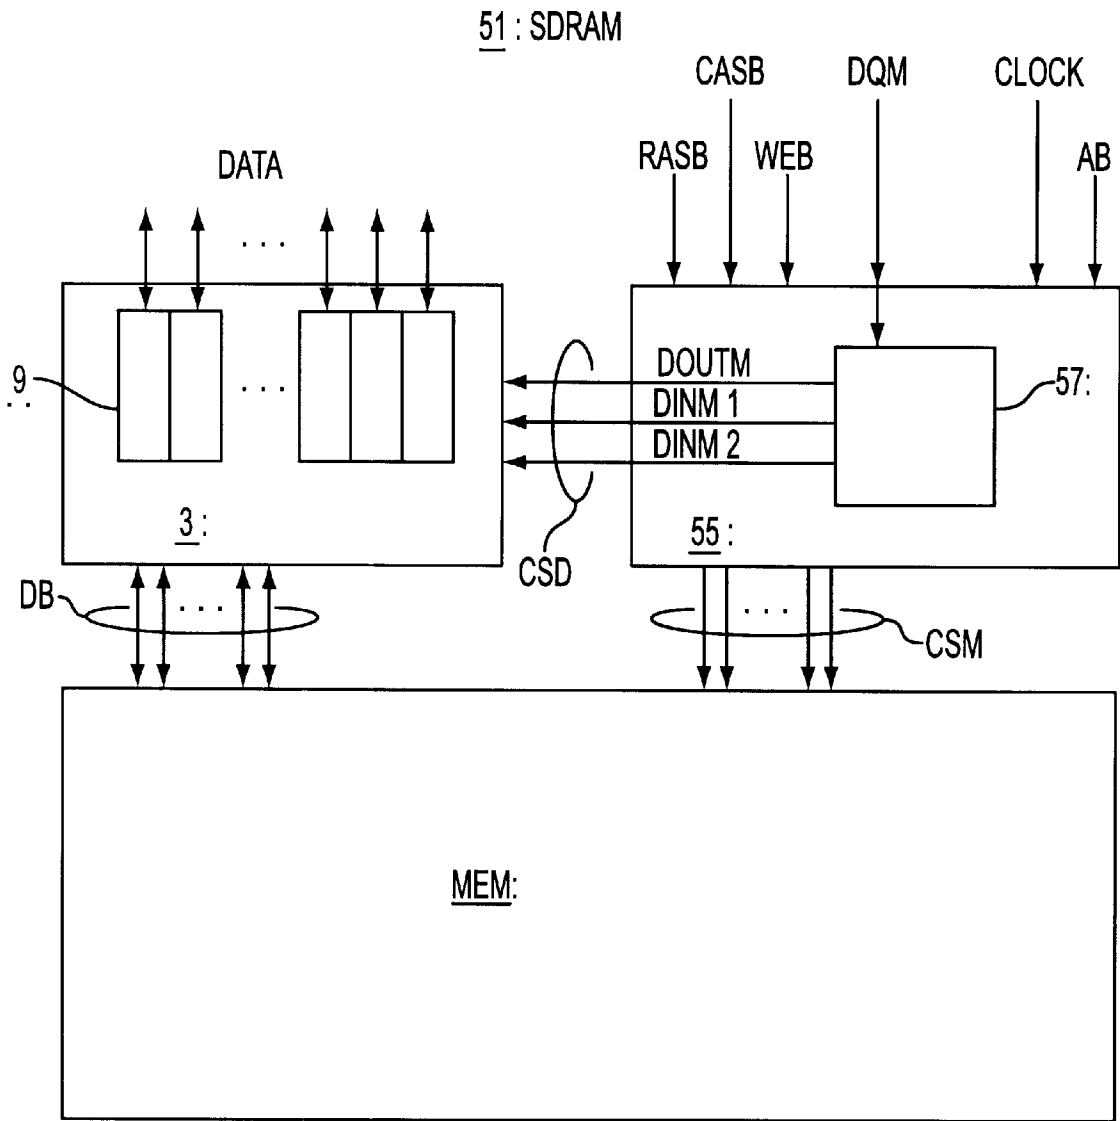 51 : SDRAM
CASB DQM CLOCK
DATA RASB WEB AB
. . .
9
. . .
DOUTM
DINM 1
DINM 2
57:
3 :
55 :
CSD
DB . . .
. . . CSM
MEM: